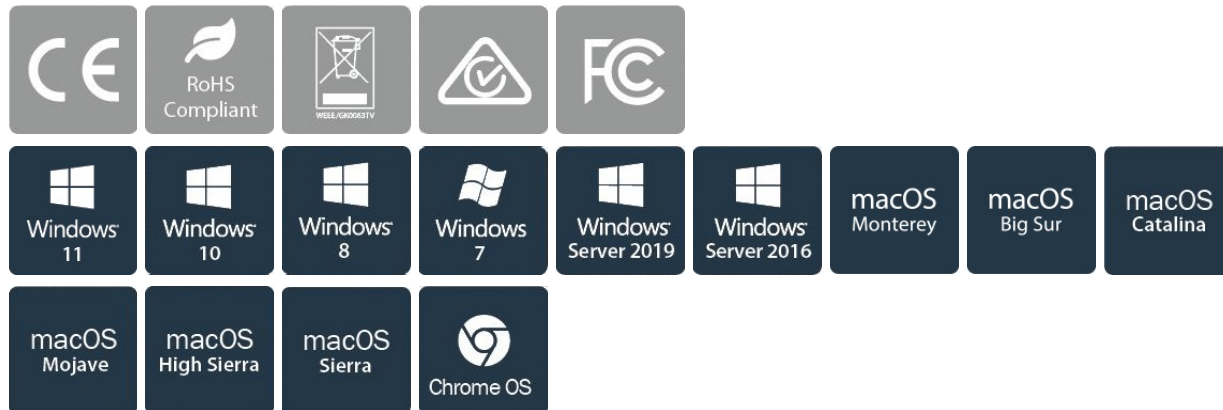 CE
RoHS
Compliant
WEEE/GK0063TV
FC
Windows
11
Windows
10
Windows
8
Windows
7
Windows
Server 2019
Windows
Server 2016
macOS
Monterey
macOS
Big Sur
macOS
Catalina
macOS
Mojave
macOS
High Sierra
macOS
Sierra
Chrome OS